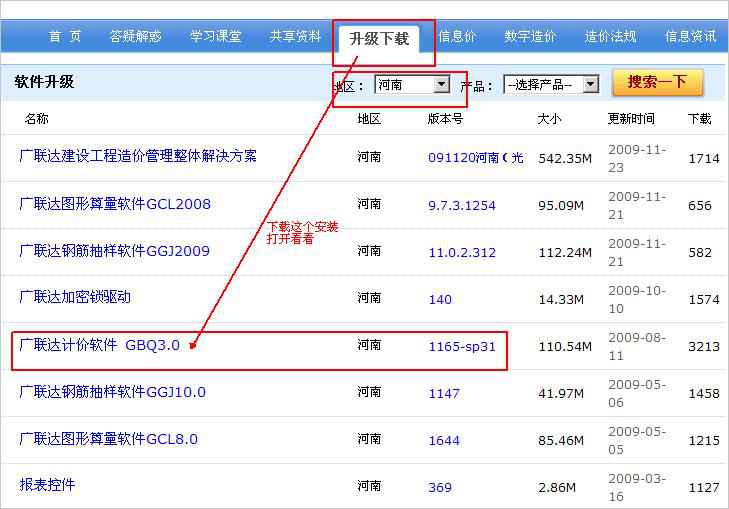 首 页 答疑解惑 学习课堂 共享资料 升级下载 信息价 数字造价 造价法规 信息资讯
软件升级 地区： 河南 产品： --选择产品-- 搜索一下
名称 地区 版本号 大小 更新时间 下载
广联达建设工程造价管理整体解决方案 河南 091120河南（光 542.35M 2009-11-23 1714
广联达图形算量软件GCL2008 河南 9.7.3.1254 95.09M 2009-11-21 656
下载这个安装
打开看看
广联达钢筋抽样软件GGJ2009 河南 11.0.2.312 112.24M 2009-11-21 582
广联达加密锁驱动 河南 140 14.33M 2009-10-10 1574
广联达计价软件 GBQ3.0 河南 1165-sp31 110.54M 2009-08-11 3213
广联达钢筋抽样软件GGJ10.0 河南 1147 41.97M 2009-05-06 1458
广联达图形算量软件GCL8.0 河南 1644 85.46M 2009-05-05 1215
报表控件 河南 369 2.86M 2009-03-16 1127